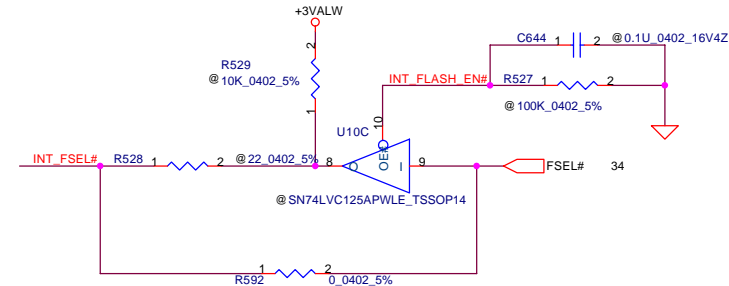 +3VALW
C644 1 2 @0.1U_0402_16V4Z
2
R529
@10K_0402_5%
INT_FLASH_EN# R527 1 2
1
@100K_0402_5%
U10C 10
INT_FSEL# R528 1 2 @22_0402_5% 8 O OE# I 9 FSEL# 34
@SN74LVC125APWLE_TSSOP14
1 2
R592 0_0402_5%